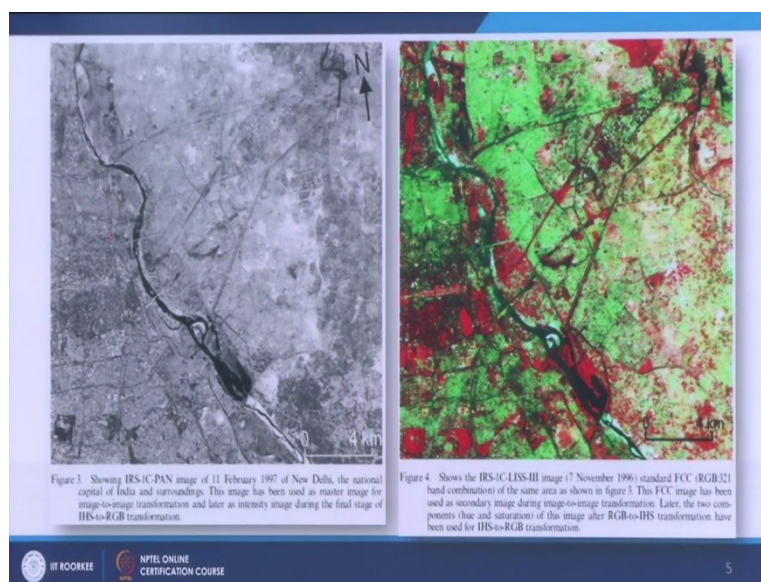 N
0 4 km
Figure 3. Showing IRS-1C-PAN image of 11 February 1997 of New Delhi, the national
capital of India and surroundings. This image has been used as master image for
image-to-image transformation and later as intensity image during the final stage of
IHS-to-RGB transformation.
0 4 km
Figure 4. Shows the IRS-1C-LISS-III image (7 November 1996) standard FCC (RGB:321
band combination) of the same area as shown in figure 3. This FCC image has been
used as secondary image during image-to-image transformation. Later, the two com-
ponents (hue and saturation) of this image after RGB-to-IHS transformation have
been used for IHS-to-RGB transformation.
IIT ROORKEE
NPTEL
NPTEL ONLINE
CERTIFICATION COURSE
5